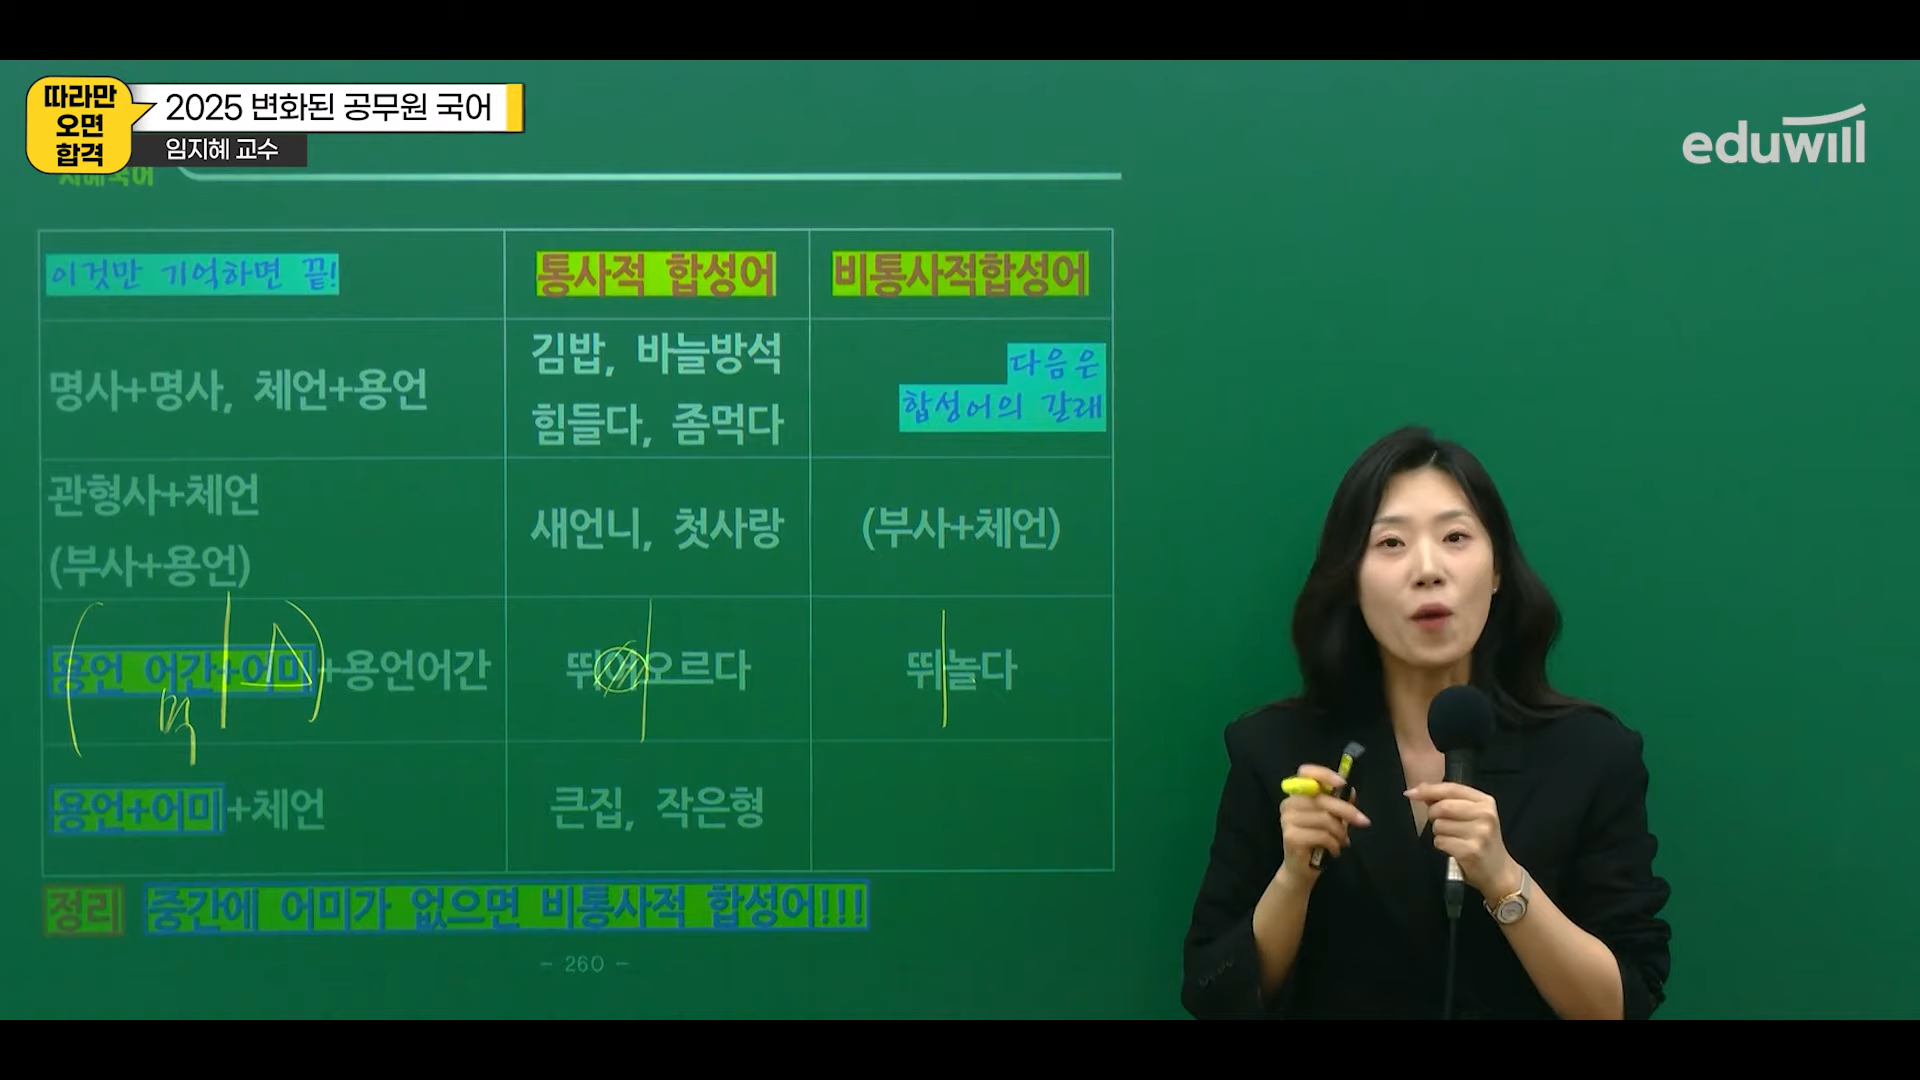 따라만
오면
합격
2025 변화된 공무원 국어
임지혜 교수
eduwill
지혜국어
이것만 기억하면 끝!
통사적 합성어
비통사적합성어
명사+명사, 체언+용언
김밥, 바늘방석
힘들다, 좀먹다
다음은
합성어의 갈래
관형사+체언
(부사+용언)
새언니, 첫사랑
(부사+체언)
용언 어간+어미+용언어간
먹
뛰어오르다
뛰놀다
용언+어미+체언
큰집, 작은형
정리 중간에 어미가 없으면 비통사적 합성어!!!
- 260 -